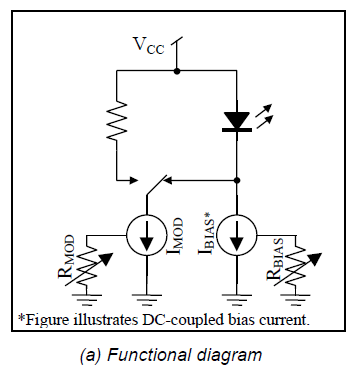 VCC
RMOD
IMOD
IBIAS*
RBIAS
*Figure illustrates DC-coupled bias current.
(a) Functional diagram